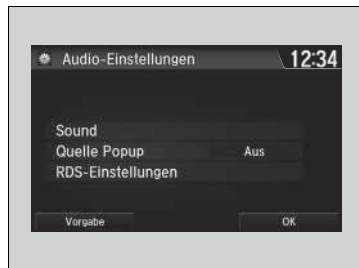 Audio-Einstellungen 12:34
Sound
Quelle Popup Aus
RDS-Einstellungen
Vorgabe OK